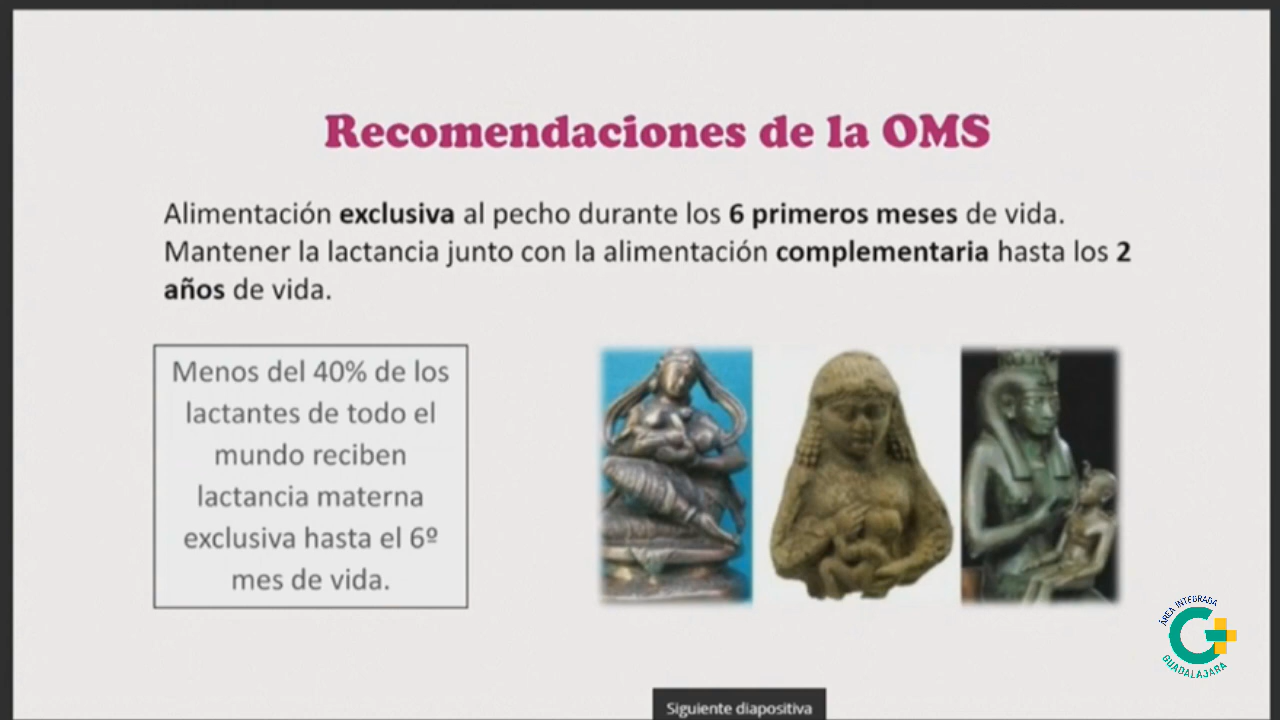 Recomendaciones de la OMS
Alimentación exclusiva al pecho durante los 6 primeros meses de vida.
Mantener la lactancia junto con la alimentación complementaria hasta los 2
años de vida.
Menos del 40% de los
lactantes de todo el
mundo reciben
lactancia materna
exclusiva hasta el 6º
mes de vida.
ÁREA INTEGRADA
GUADALAJARA
Siguiente diapositiva